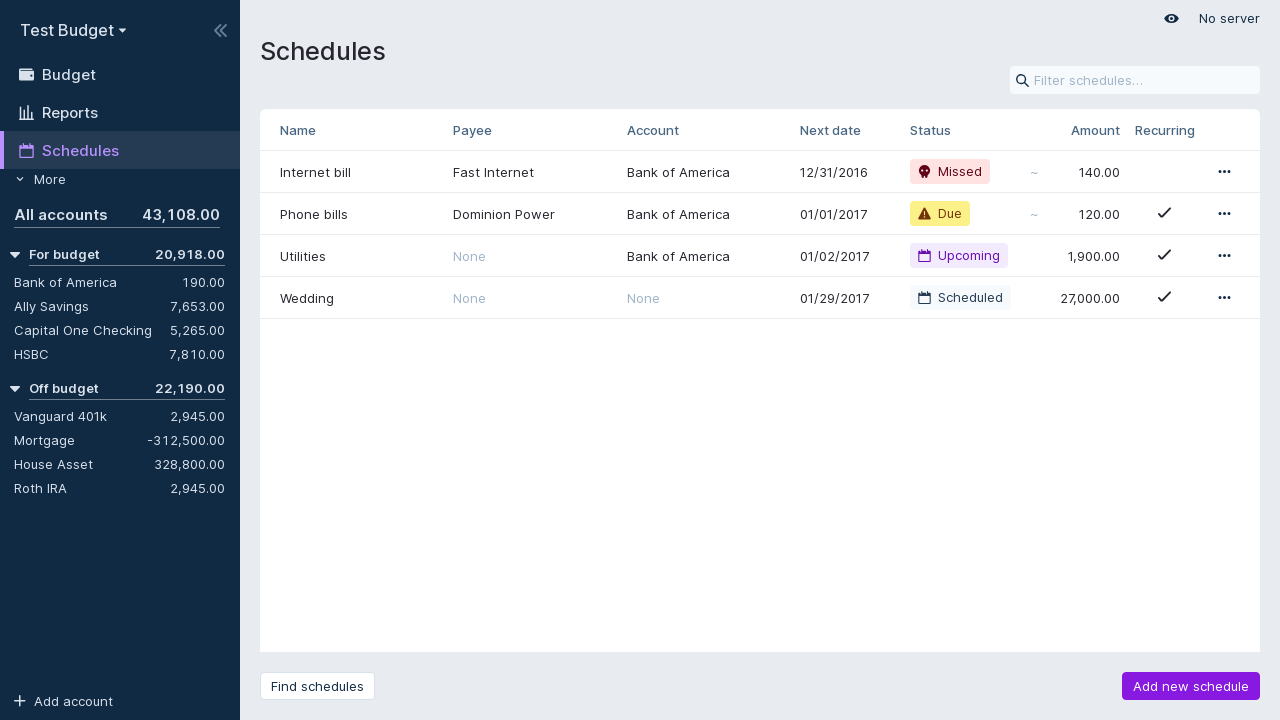 Test Budget
Budget
Reports
Schedules
More
All accounts 43,108.00
For budget 20,918.00
Bank of America 190.00
Ally Savings 7,653.00
Capital One Checking 5,265.00
HSBC 7,810.00
Off budget 22,190.00
Vanguard 401k 2,945.00
Mortgage -312,500.00
House Asset 328,800.00
Roth IRA 2,945.00
Add account
No server
Schedules
Filter schedules...
Name Payee Account Next date Status Amount Recurring
Internet bill Fast Internet Bank of America 12/31/2016 Missed ~ 140.00
Phone bills Dominion Power Bank of America 01/01/2017 Due ~ 120.00
Utilities None Bank of America 01/02/2017 Upcoming 1,900.00
Wedding None None 01/29/2017 Scheduled 27,000.00
Find schedules
Add new schedule